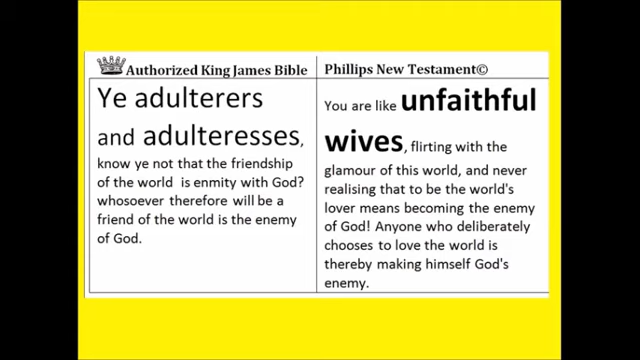 Authorized King James Bible
Ye adulterers
and adulteresses,
know ye not that the friendship
of the world is enmity with God?
whosoever therefore will be a
friend of the world is the enemy
of God.
Phillips New Testament©
You are like unfaithful
wives, flirting with the
glamour of this world, and never
realising that to be the world's
lover means becoming the enemy
of God! Anyone who deliberately
chooses to love the world is
thereby making himself God's
enemy.